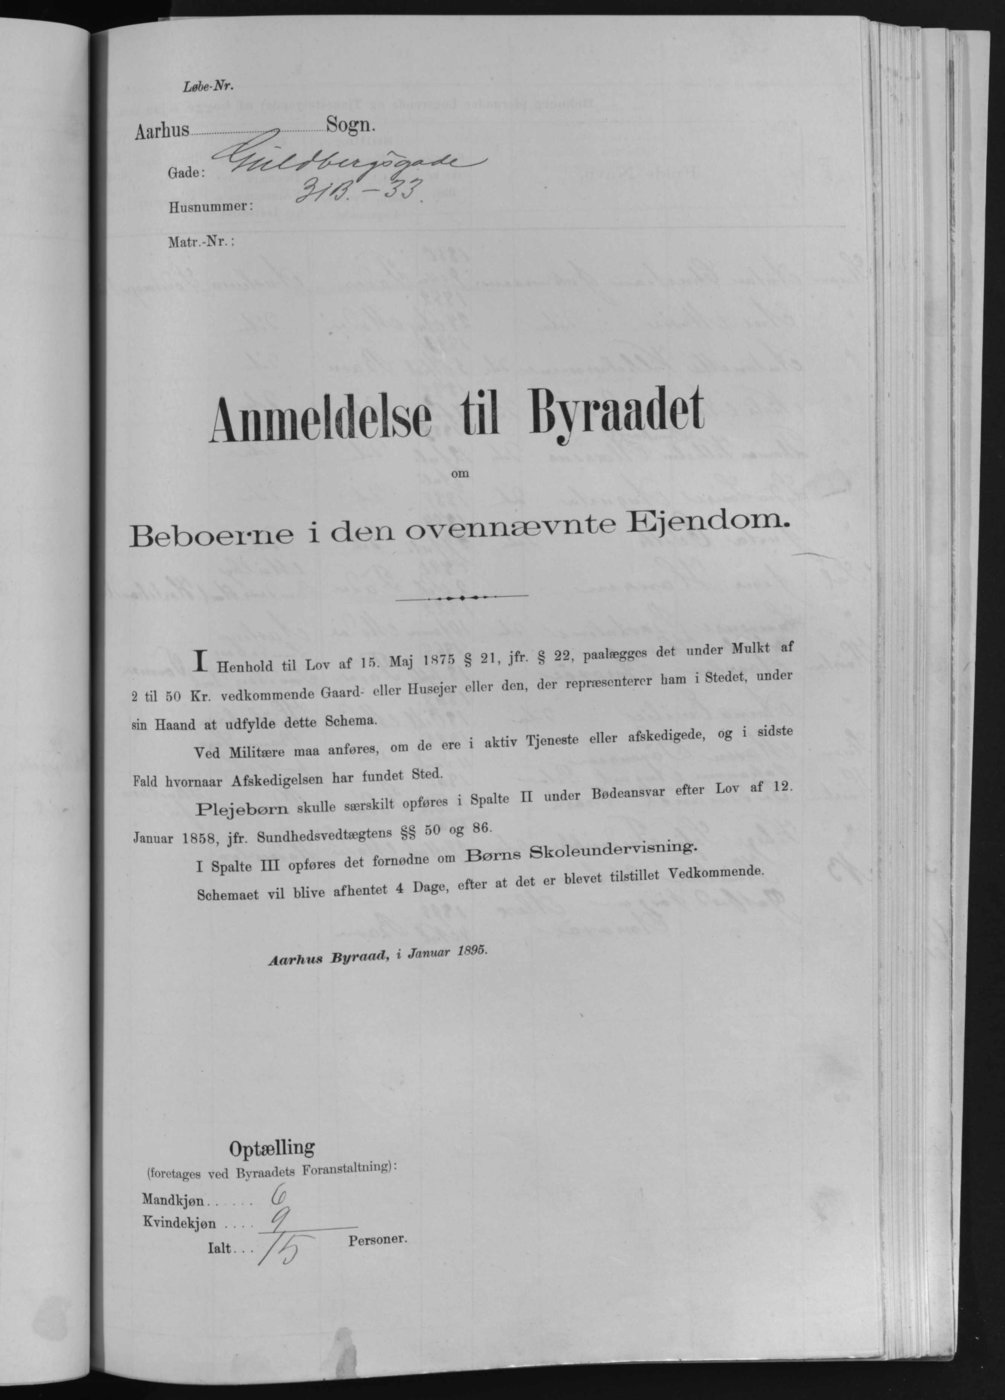 Løbe-Nr.
Aarhus Sogn.
Gade: Guldbergsgade
Husnummer: 31B. – 33.
Matr.-Nr.:
Anmeldelse til Byraadet
om
Beboerne i den ovennævnte Ejendom.
I Henhold til Lov af 15. Maj 1875 § 21, jfr. § 22, paalægges det under Mulkt af
2 til 50 Kr. vedkommende Gaard- eller Husejer eller den, der repræsenterer ham i Stedet, under
sin Haand at udfylde dette Schema.
Ved Militære maa anføres, om de ere i aktiv Tjeneste eller afskedigede, og i sidste
Fald hvornaar Afskedigelsen har fundet Sted.
Plejebørn skulle særskilt opføres i Spalte II under Bødeansvar efter Lov af 12.
Januar 1858, jfr. Sundhedsvedtægtens §§ 50 og 86.
I Spalte III opføres det fornødne om Børns Skoleundervisning.
Schemaet vil blive afhentet 4 Dage, efter at det er blevet tilstillet Vedkommende.
Aarhus Byraad, i Januar 1895.
Optælling
(foretages ved Byraadets Foranstaltning):
Mandkjøn...... 6
Kvindekjøn .... 9
Ialt... 15 Personer.